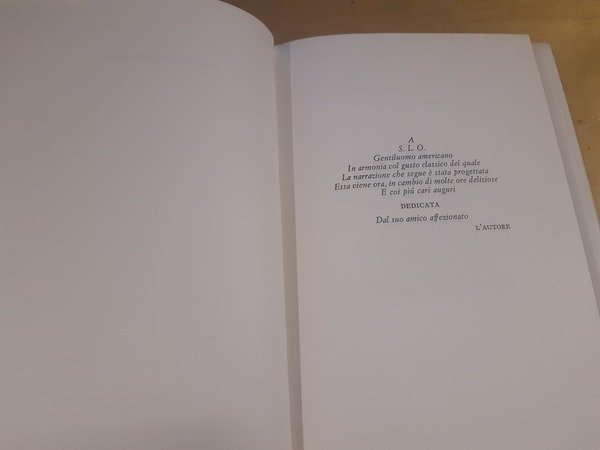 A
S. L. O.
Gentiluomo americano
In armonia col gusto classico del quale
La narrazione che segue è stata progettata
Essa viene ora, in cambio di molte ore deliziose
E coi piú cari auguri
DEDICATA
Dal suo amico affezionato
L'AUTORE